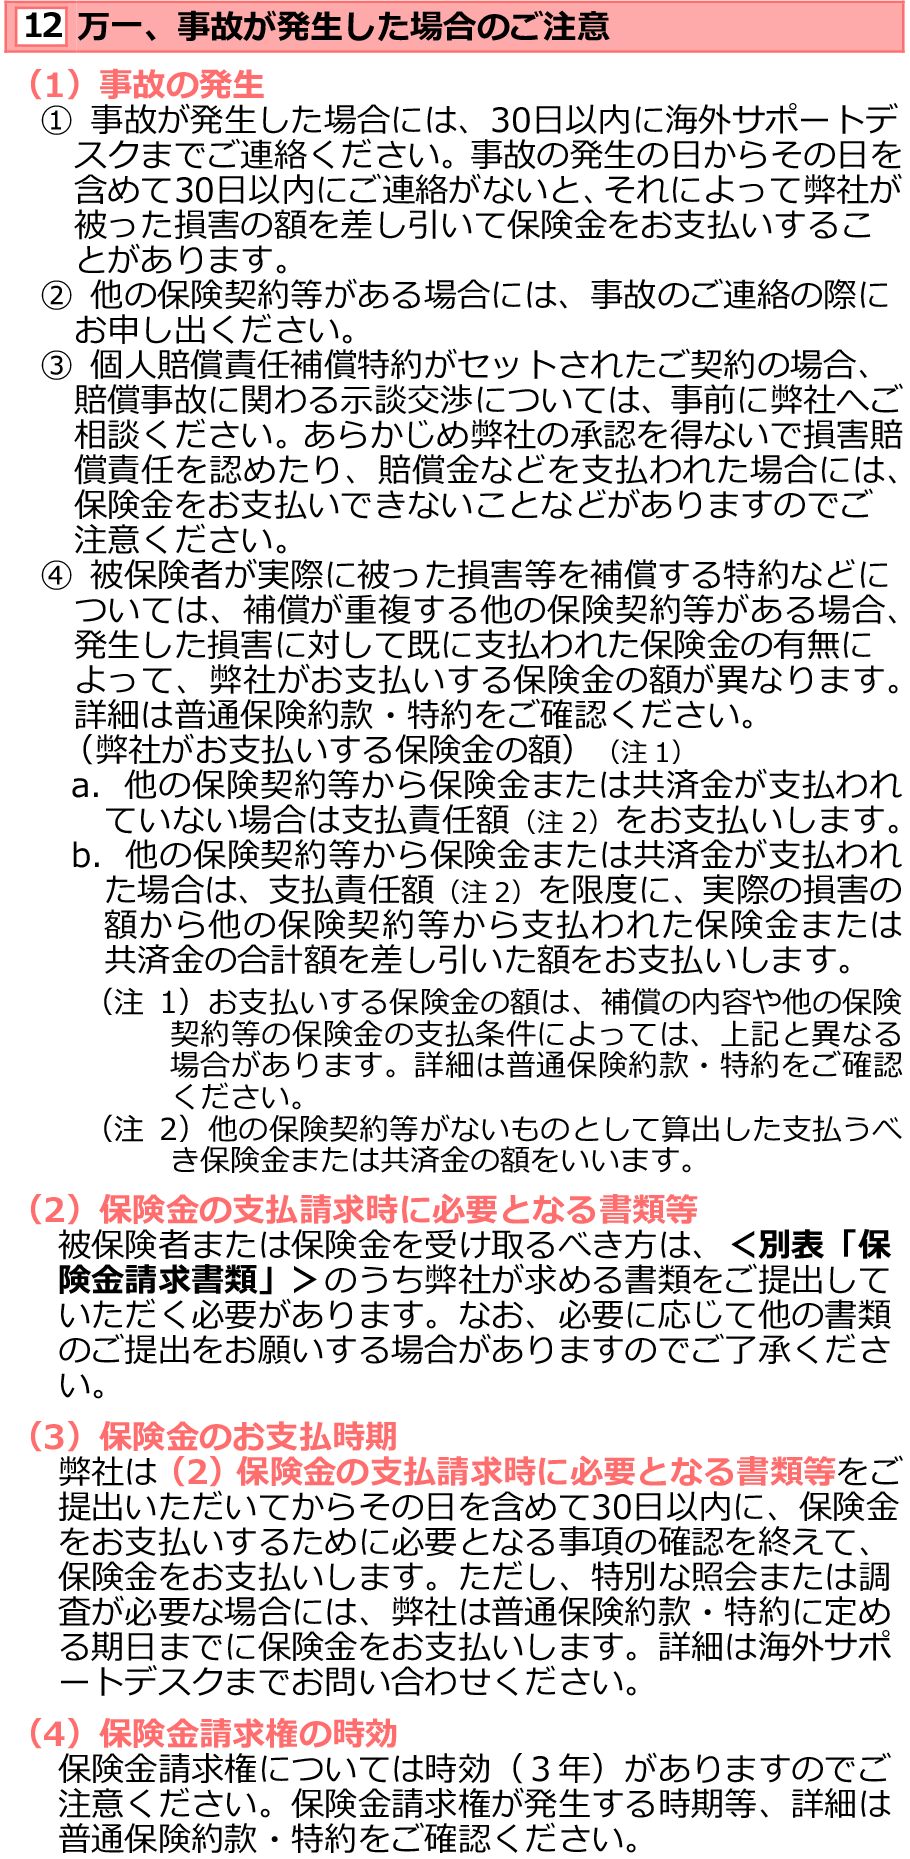 12 万一、事故が発生した場合のご注意
（1）事故の発生
① 事故が発生した場合には、30日以内に海外サポートデ
スクまでご連絡ください。事故の発生の日からその日を
含めて30日以内にご連絡がないと、それによって弊社が
被った損害の額を差し引いて保険金をお支払いするこ
とがあります。
② 他の保険契約等がある場合には、事故のご連絡の際に
お申し出ください。
③ 個人賠償責任補償特約がセットされたご契約の場合、
賠償事故に関わる示談交渉については、事前に弊社へご
相談ください。あらかじめ弊社の承認を得ないで損害賠
償責任を認めたり、賠償金などを支払われた場合には、
保険金をお支払いできないことなどがありますのでご
注意ください。
④ 被保険者が実際に被った損害等を補償する特約などに
ついては、補償が重複する他の保険契約等がある場合、
発生した損害に対して既に支払われた保険金の有無に
よって、弊社がお支払いする保険金の額が異なります。
詳細は普通保険約款・特約をご確認ください。
（弊社がお支払いする保険金の額）（注 1）
a. 他の保険契約等から保険金または共済金が支払われ
ていない場合は支払責任額（注 2）をお支払いします。
b. 他の保険契約等から保険金または共済金が支払われ
た場合は、支払責任額（注 2）を限度に、実際の損害の
額から他の保険契約等から支払われた保険金または
共済金の合計額を差し引いた額をお支払いします。
（注 1）お支払いする保険金の額は、補償の内容や他の保険
契約等の保険金の支払条件によっては、上記と異なる
場合があります。詳細は普通保険約款・特約をご確認
ください。
（注 2）他の保険契約等がないものとして算出した支払うべ
き保険金または共済金の額をいいます。
（2）保険金の支払請求時に必要となる書類等
被保険者または保険金を受け取るべき方は、＜別表「保
険金請求書類」＞のうち弊社が求める書類をご提出して
いただく必要があります。なお、必要に応じて他の書類
のご提出をお願いする場合がありますのでご了承くださ
い。
（3）保険金のお支払時期
弊社は（2）保険金の支払請求時に必要となる書類等をご
提出いただいてからその日を含めて30日以内に、保険金
をお支払いするために必要となる事項の確認を終えて、
保険金をお支払いします。ただし、特別な照会または調
査が必要な場合には、弊社は普通保険約款・特約に定め
る期日までに保険金をお支払いします。詳細は海外サポ
ートデスクまでお問い合わせください。
（4）保険金請求権の時効
保険金請求権については時効（３年）がありますのでご
注意ください。保険金請求権が発生する時期等、詳細は
普通保険約款・特約をご確認ください。